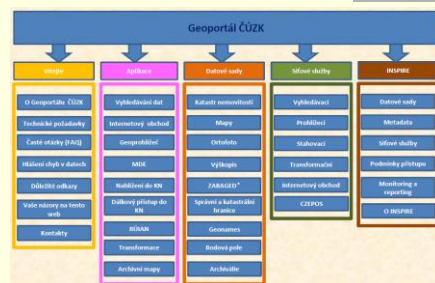 Geoportál ČÚZK
Vítejte
Aplikace
Datové sady
Síťové služby
INSPIRE
O Geoportálu ČÚZK
Technické požadavky
Časté otázky (FAQ)
Hlášení chyb v datech
Důležité odkazy
Vaše názory na tento
web
Kontakty
Vyhledávání dat
Internetový obchod
Geoprohlížeč
MDE
Nahlížení do KN
Dálkový přístup do
KN
RÚIAN
Transformace
Archivní mapy
Katastr nemovitostí
Mapy
Ortofoto
Výškopis
ZABAGED®
Správní a katastrální
hranice
Geonames
Bodová pole
Archiválie
Vyhledávací
Prohlížecí
Stahovací
Transformační
Internetový obchod
CZEPOS
Datové sady
Metadata
Síťové služby
Podmínky přístupu
Monitoring a
reporting
O INSPIRE